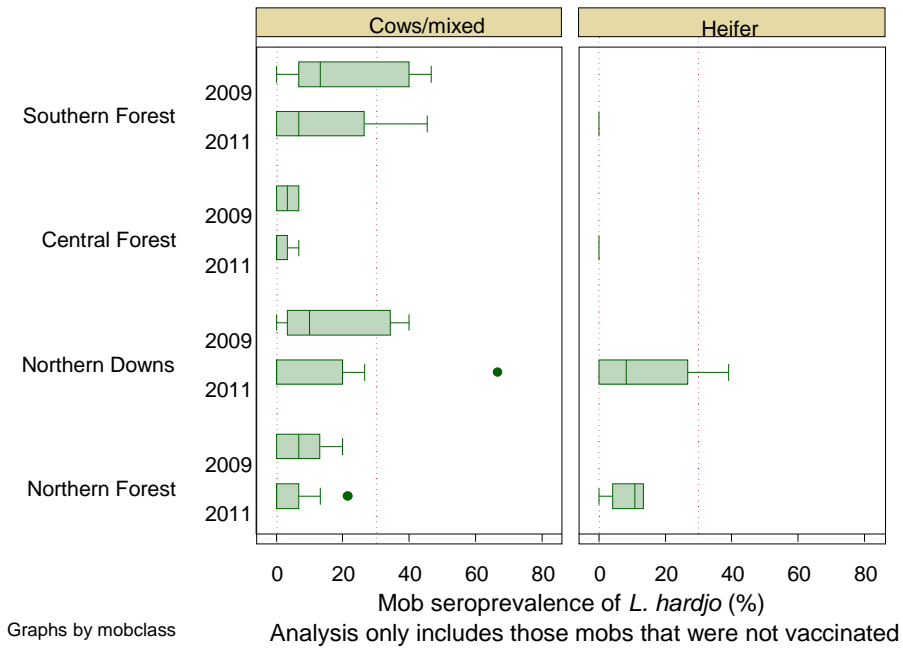 Cows/mixed Heifer
2009
Southern Forest
2011
2009
Central Forest
2011
2009
Northern Downs
2011
2009
Northern Forest
2011
0 20 40 60 80 0 20 40 60 80
Mob seroprevalence of L. hardjo (%)
Graphs by mobclass Analysis only includes those mobs that were not vaccinated